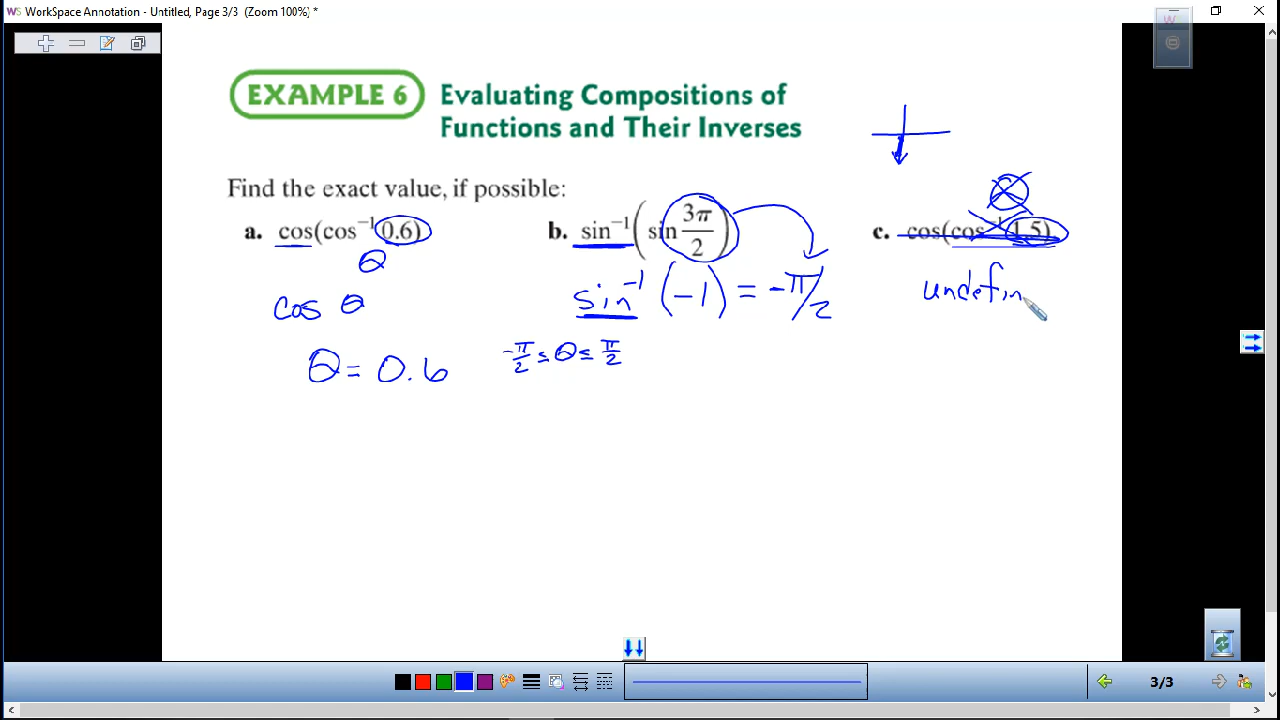 WorkSpace Annotation - Untitled, Page 3/3 (Zoom 100%) *
EXAMPLE 6 Evaluating Compositions of
Functions and Their Inverses
Find the exact value, if possible:
a. cos(cos⁻¹ 0.6) b. sin⁻¹(sin 3π/2) c. cos(cos⁻¹ 1.5)
θ
cos θ sin⁻¹(-1) = -π/2 undefin
θ = 0.6 -π/2 ≤ θ ≤ π/2
3/3